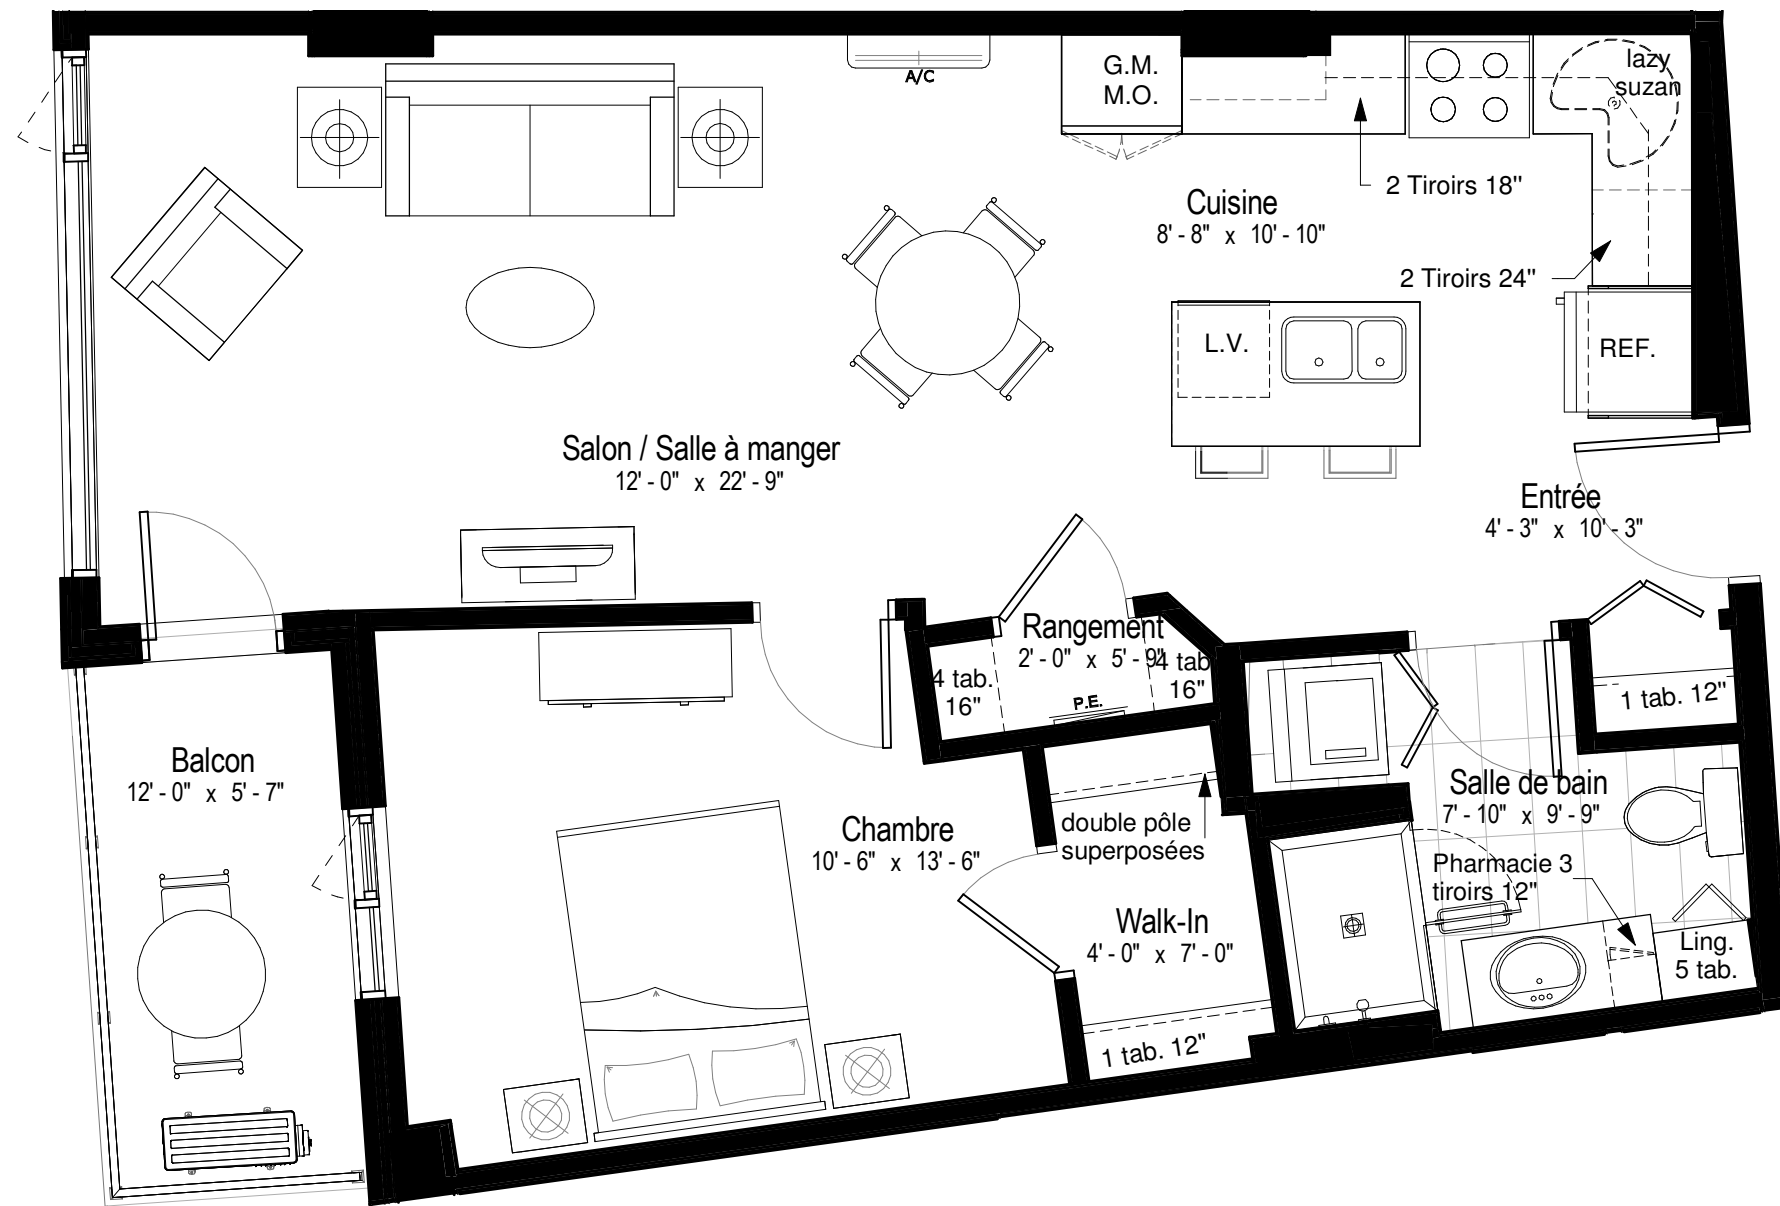 A/C
G.M.
M.O.
lazy
suzan
2 Tiroirs 18"
Cuisine
8' - 8" x 10' - 10"
2 Tiroirs 24"
L.V.
REF.
Salon / Salle à manger
12' - 0" x 22' - 9"
Entrée
4' - 3" x 10' - 3"
Rangement
2' - 0" x 5' - 9"
4 tab.
16"
4 tab.
16"
P.E.
1 tab. 12"
Balcon
12' - 0" x 5' - 7"
Chambre
10' - 6" x 13' - 6"
double pôle
superposées
Salle de bain
7' - 10" x 9' - 9"
Pharmacie 3
tiroirs 12"
Walk-In
4' - 0" x 7' - 0"
Ling.
5 tab.
1 tab. 12"